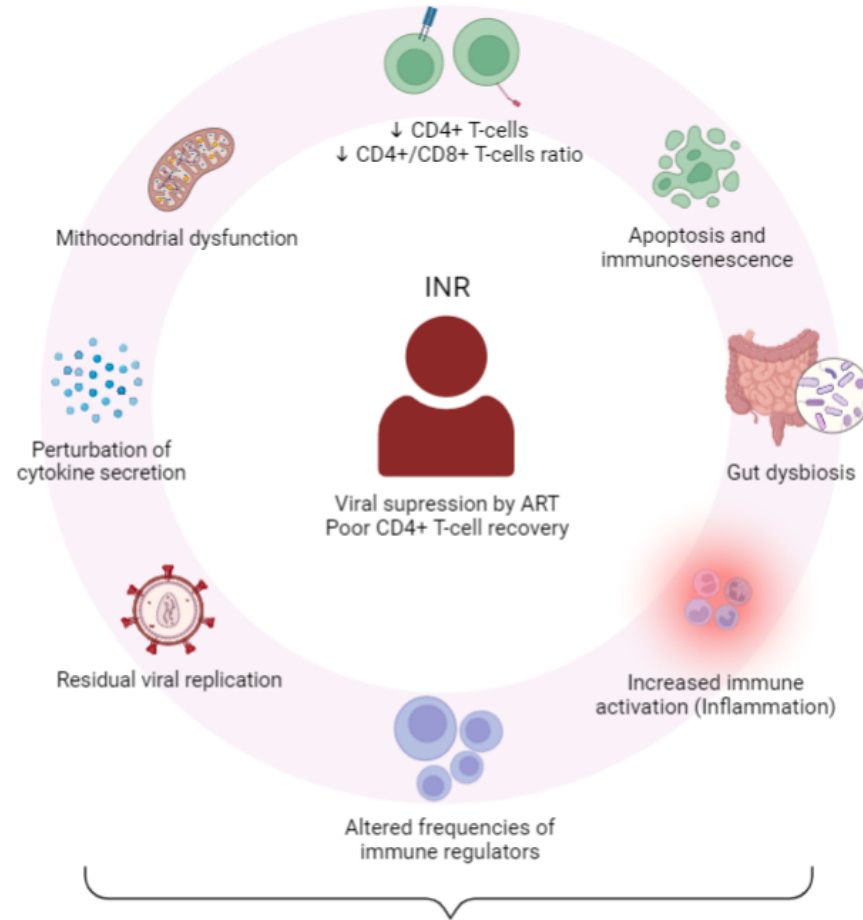 ↓ CD4+ T-cells
↓ CD4+/CD8+ T-cells ratio
Mithocondrial dysfunction
Apoptosis and
immunosenescence
INR
Perturbation of
cytokine secretion
Gut dysbiosis
Viral supression by ART
Poor CD4+ T-cell recovery
Residual viral replication
Increased immune
activation (Inflammation)
Altered frequencies of
immune regulators